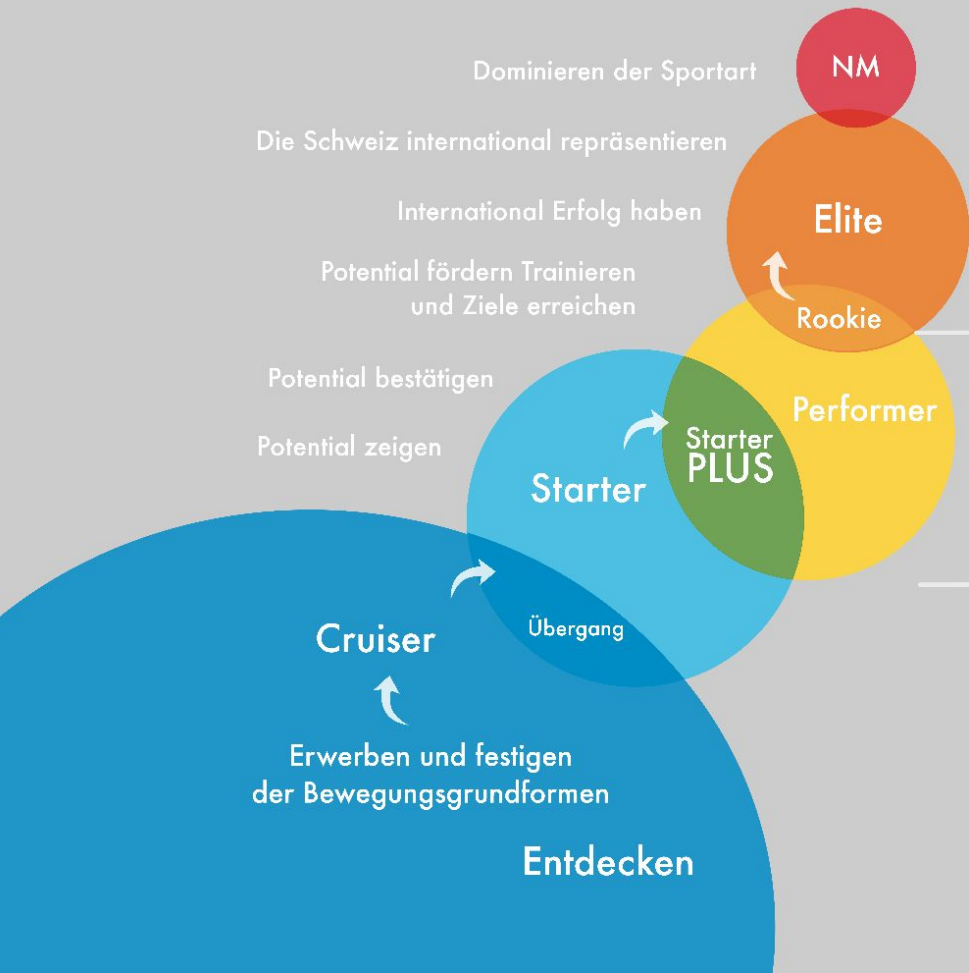 NM
Dominieren der Sportart
Die Schweiz international repräsentieren
International Erfolg haben
Elite
Potential fördern Trainieren
und Ziele erreichen
Rookie
Potential bestätigen
Performer
Potential zeigen
Starter
PLUS
Starter
Übergang
Cruiser
Erwerben und festigen
der Bewegungsgrundformen
Entdecken